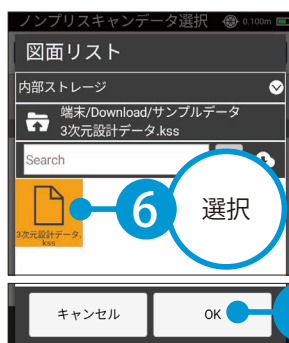 ノンプリスキャンデータ選択 0.100m
図面リスト
内部ストレージ
端末/Download/サンプルデータ
3次元設計データ.kss
Search
3次元設計データ.
kss
6
選択
キャンセル
OK